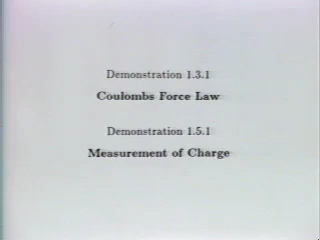 Demonstration 1.3.1
Coulombs Force Law
Demonstration 1.5.1
Measurement of Charge